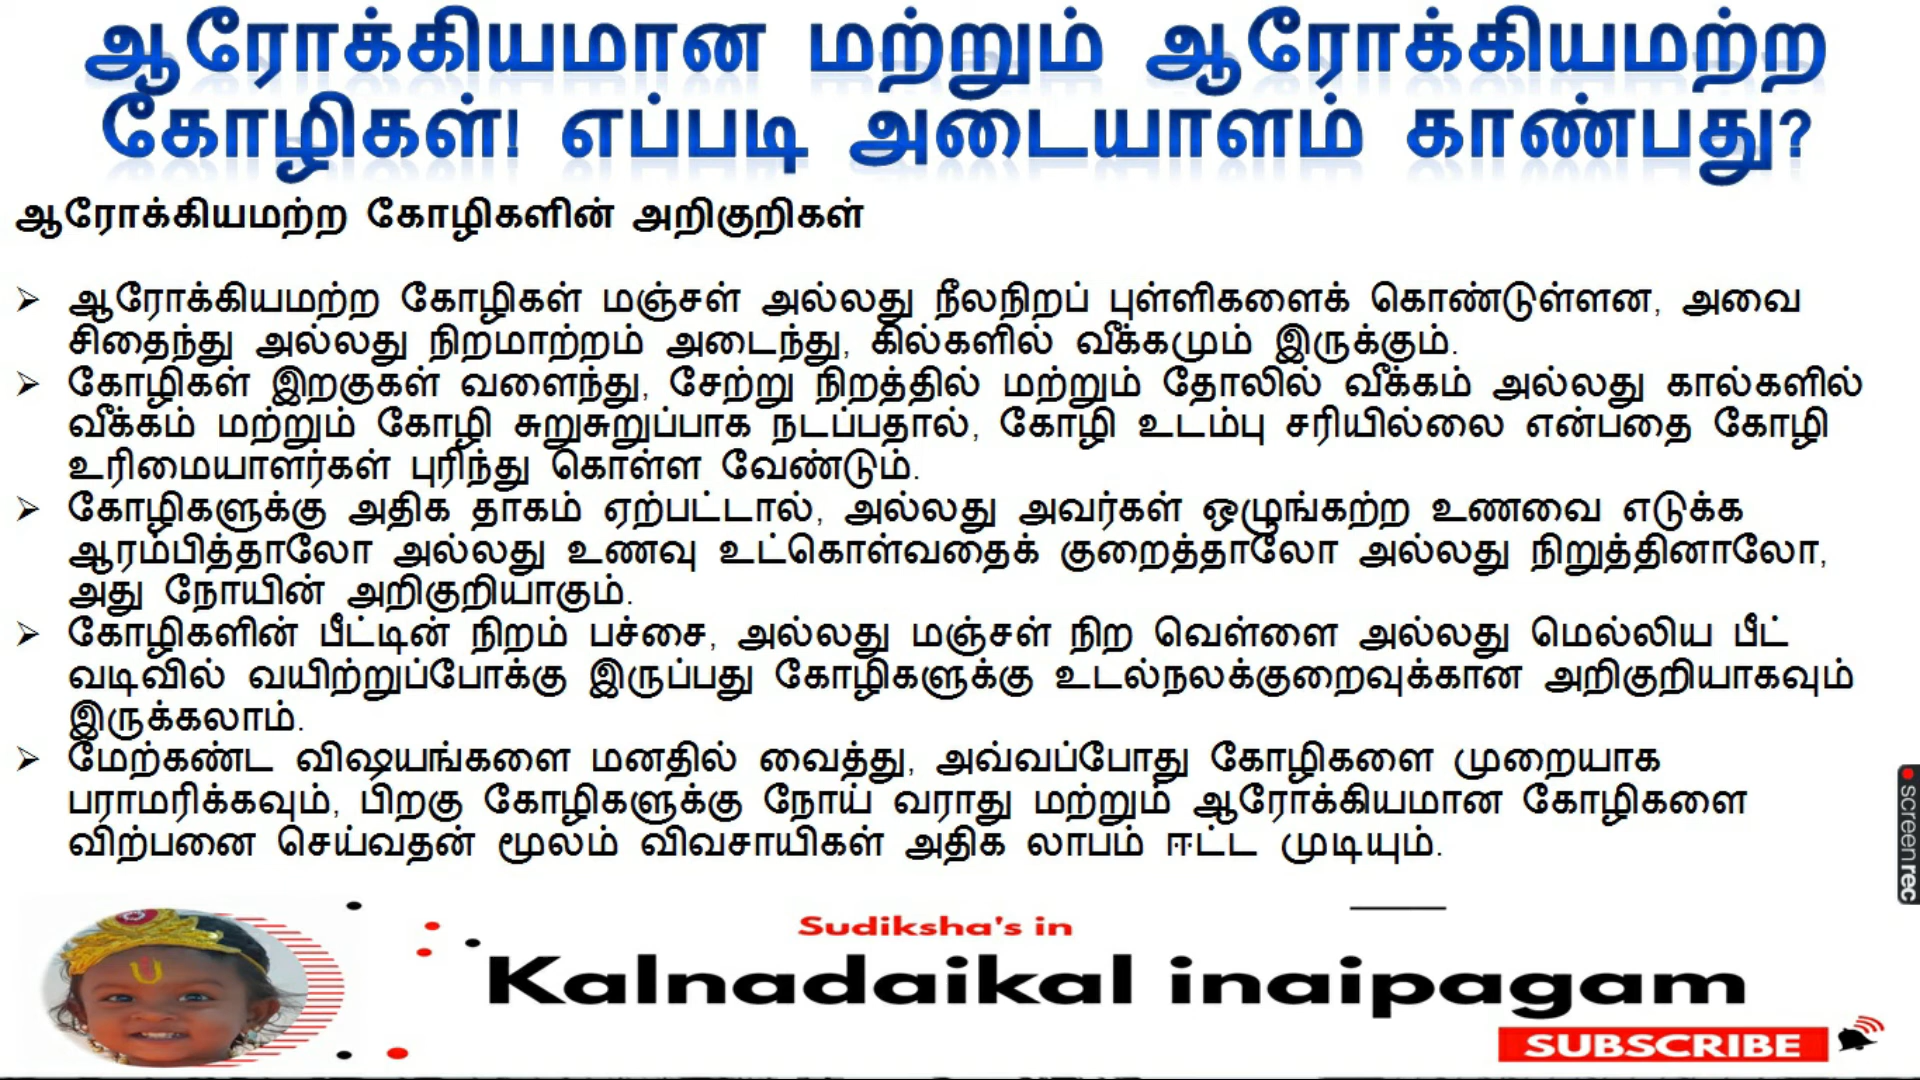 ஆரோக்கியமான மற்றும் ஆரோக்கியமற்ற
கோழிகள்! எப்படி அடையாளம் காண்பது?
ஆரோக்கியமற்ற கோழிகளின் அறிகுறிகள்
➢ ஆரோக்கியமற்ற கோழிகள் மஞ்சள் அல்லது நீலநிறப் புள்ளிகளைக் கொண்டுள்ளன, அவை
சிதைந்து அல்லது நிறமாற்றம் அடைந்து, கில்களில் வீக்கமும் இருக்கும்.
➢ கோழிகள் இறகுகள் வளைந்து, சேற்று நிறத்தில் மற்றும் தோலில் வீக்கம் அல்லது கால்களில்
வீக்கம் மற்றும் கோழி சுறுசுறுப்பாக நடப்பதால், கோழி உடம்பு சரியில்லை என்பதை கோழி
உரிமையாளர்கள் புரிந்து கொள்ள வேண்டும்.
➢ கோழிகளுக்கு அதிக தாகம் ஏற்பட்டால், அல்லது அவர்கள் ஒழுங்கற்ற உணவை எடுக்க
ஆரம்பித்தாலோ அல்லது உணவு உட்கொள்வதைக் குறைத்தாலோ அல்லது நிறுத்தினாலோ,
அது நோயின் அறிகுறியாகும்.
➢ கோழிகளின் பீட்டின் நிறம் பச்சை, அல்லது மஞ்சள் நிற வெள்ளை அல்லது மெல்லிய பீட்
வடிவில் வயிற்றுப்போக்கு இருப்பது கோழிகளுக்கு உடல்நலக்குறைவுக்கான அறிகுறியாகவும்
இருக்கலாம்.
➢ மேற்கண்ட விஷயங்களை மனதில் வைத்து, அவ்வப்போது கோழிகளை முறையாக
பராமரிக்கவும், பிறகு கோழிகளுக்கு நோய் வராது மற்றும் ஆரோக்கியமான கோழிகளை
விற்பனை செய்வதன் மூலம் விவசாயிகள் அதிக லாபம் ஈட்ட முடியும்.
screenrec
Sudiksha's in
Kalnadaikal inaipagam
SUBSCRIBE